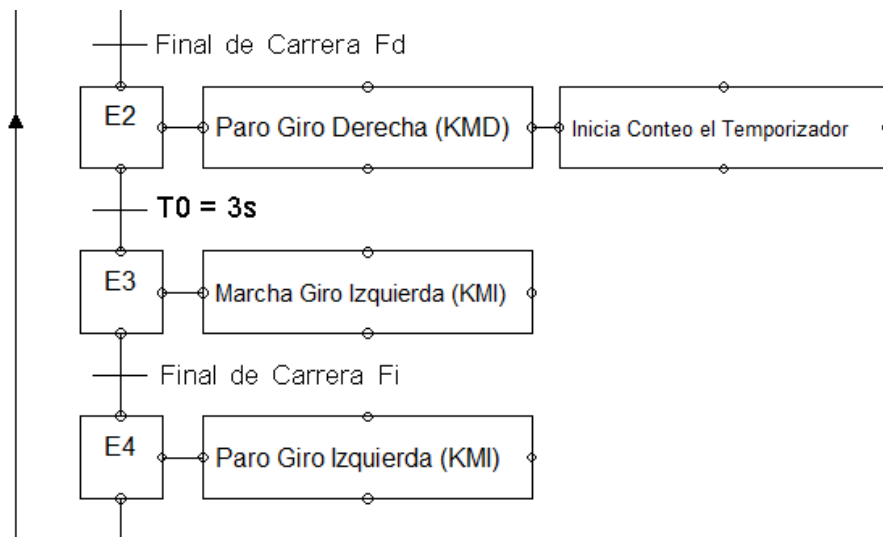 Final de Carrera Fd
E2
Paro Giro Derecha (KMD)
Inicia Conteo el Temporizador
T0 = 3s
E3
Marcha Giro Izquierda (KMI)
Final de Carrera Fi
E4
Paro Giro Izquierda (KMI)